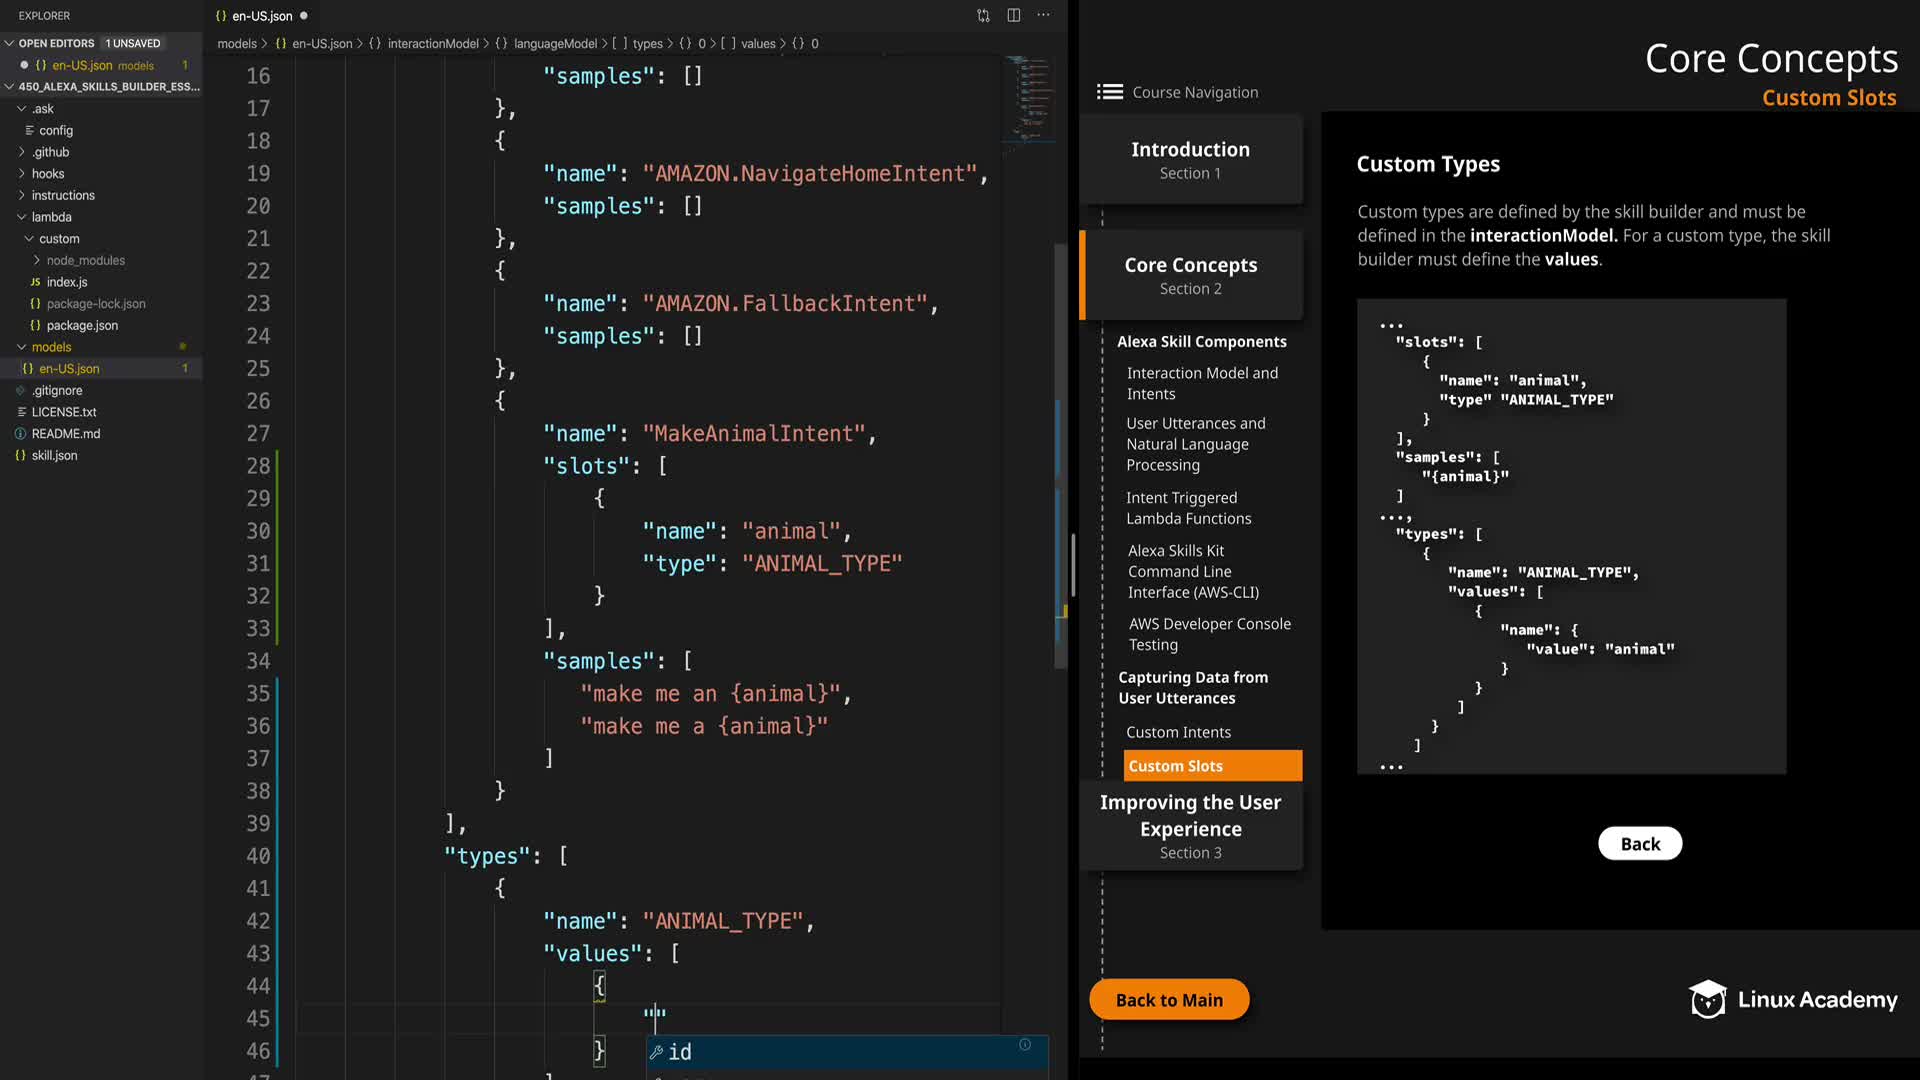 EXPLORER
OPEN EDITORS 1 UNSAVED
{} en-US.json models 1
450_ALEXA_SKILLS_BUILDER_ESS...
.ask
config
.github
hooks
instructions
lambda
custom
node_modules
JS index.js
{} package-lock.json
{} package.json
models
{} en-US.json 1
.gitignore
LICENSE.txt
README.md
{} skill.json
{} en-US.json
models > {} en-US.json > {} interactionModel > {} languageModel > [ ] types > {} 0 > [ ] values > {} 0
16 "samples": []
17 },
18 {
19 "name": "AMAZON.NavigateHomeIntent",
20 "samples": []
21 },
22 {
23 "name": "AMAZON.FallbackIntent",
24 "samples": []
25 },
26 {
27 "name": "MakeAnimalIntent",
28 "slots": [
29 {
30 "name": "animal",
31 "type": "ANIMAL_TYPE"
32 }
33 ],
34 "samples": [
35 "make me an {animal}",
36 "make me a {animal}"
37 ]
38 }
39 ],
40 "types": [
41 {
42 "name": "ANIMAL_TYPE",
43 "values": [
44 {
45 ""
46 }
id
Core Concepts
Custom Slots
Course Navigation
Introduction
Section 1
Core Concepts
Section 2
Alexa Skill Components
Interaction Model and
Intents
User Utterances and
Natural Language
Processing
Intent Triggered
Lambda Functions
Alexa Skills Kit
Command Line
Interface (AWS-CLI)
AWS Developer Console
Testing
Capturing Data from
User Utterances
Custom Intents
Custom Slots
Improving the User
Experience
Section 3
Back to Main
Custom Types
Custom types are defined by the skill builder and must be
defined in the interactionModel. For a custom type, the skill
builder must define the values.
...
"slots": [
{
"name": "animal",
"type" "ANIMAL_TYPE"
}
],
"samples": [
"{animal}"
]
...,
"types": [
{
"name": "ANIMAL_TYPE",
"values": [
{
"name": {
"value": "animal"
}
}
]
}
]
...
Back
Linux Academy